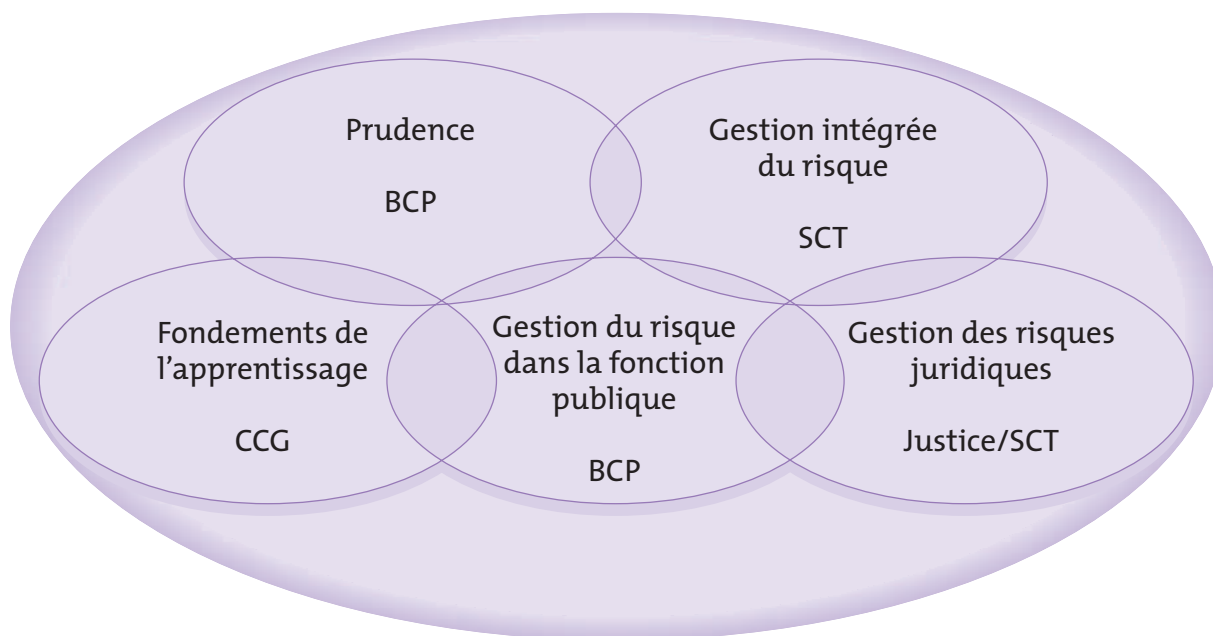 Prudence
BCP
Gestion intégrée
du risque
SCT
Fondements de
l'apprentissage
CCG
Gestion du risque
dans la fonction
publique
BCP
Gestion des risques
juridiques
Justice/SCT